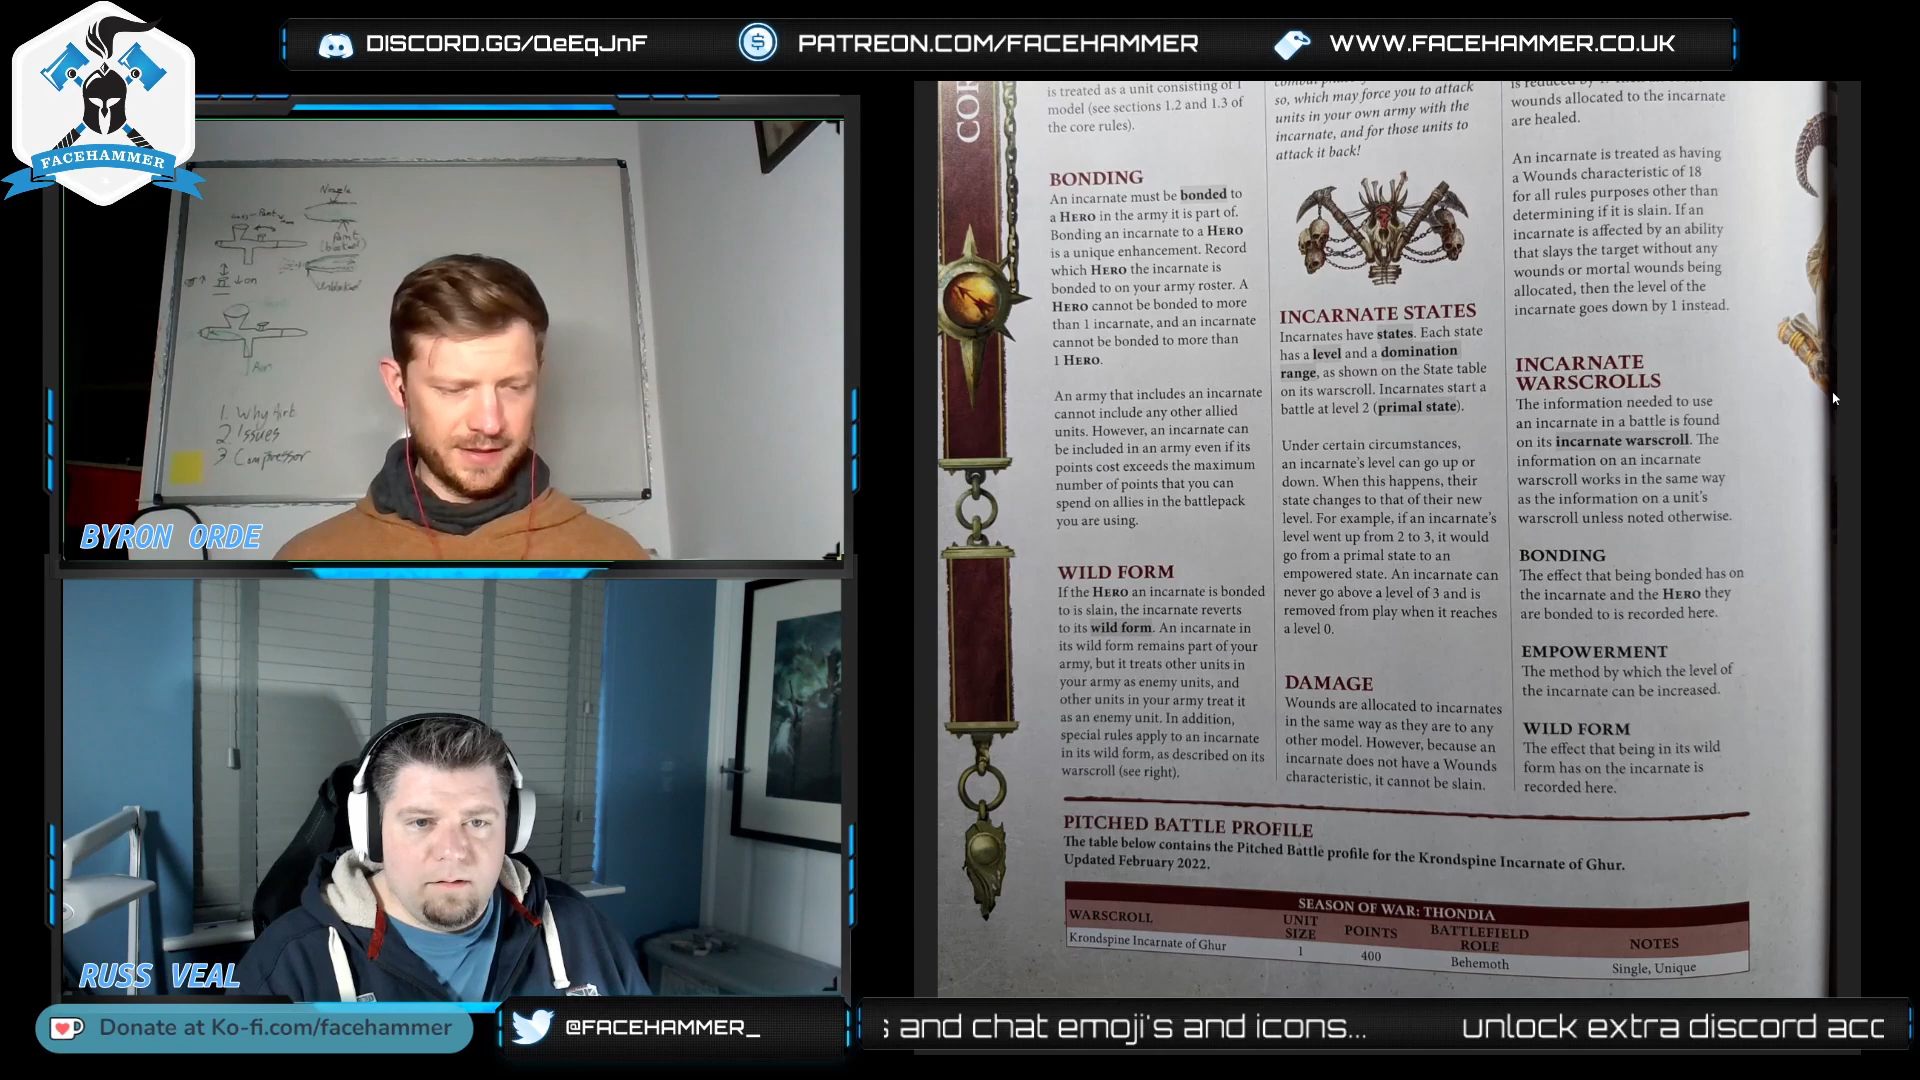 DISCORD.GG/QeEqJnF
PATREON.COM/FACEHAMMER
WWW.FACEHAMMER.CO.UK
FACEHAMMER
Nozzle
Point
(blocked)
Unblocked
↓on
1. Why Airb
2 Issues
3 Compressor
BYRON ORDE
RUSS VEAL
Donate at Ko-fi.com/facehammer
@FACEHAMMER_
s and chat emoji's and icons...
unlock extra discord acc
COR
is treated as a unit consisting of 1
model (see sections 1.2 and 1.3 of
the core rules).
BONDING
An incarnate must be bonded to
a HERO in the army it is part of.
Bonding an incarnate to a HERO
is a unique enhancement. Record
which HERO the incarnate is
bonded to on your army roster. A
HERO cannot be bonded to more
than 1 incarnate, and an incarnate
cannot be bonded to more than
1 HERO.
An army that includes an incarnate
cannot include any other allied
units. However, an incarnate can
be included in an army even if its
points cost exceeds the maximum
number of points that you can
spend on allies in the battlepack
you are using.
WILD FORM
If the HERO an incarnate is bonded
to is slain, the incarnate reverts
to its wild form. An incarnate in
its wild form remains part of your
army, but it treats other units in
your army as enemy units, and
other units in your army treat it
as an enemy unit. In addition,
special rules apply to an incarnate
in its wild form, as described on its
warscroll (see right).
so, which may force you to attack
units in your own army with the
incarnate, and for those units to
attack it back!
INCARNATE STATES
Incarnates have states. Each state
has a level and a domination
range, as shown on the State table
on its warscroll. Incarnates start a
battle at level 2 (primal state).
Under certain circumstances,
an incarnate's level can go up or
down. When this happens, their
state changes to that of their new
level. For example, if an incarnate's
level went up from 2 to 3, it would
go from a primal state to an
empowered state. An incarnate can
never go above a level of 3 and is
removed from play when it reaches
a level 0.
DAMAGE
Wounds are allocated to incarnates
in the same way as they are to any
other model. However, because an
incarnate does not have a Wounds
characteristic, it cannot be slain.
wounds allocated to the incarnate
are healed.
An incarnate is treated as having
a Wounds characteristic of 18
for all rules purposes other than
determining if it is slain. If an
incarnate is affected by an ability
that slays the target without any
wounds or mortal wounds being
allocated, then the level of the
incarnate goes down by 1 instead.
INCARNATE
WARSCROLLS
The information needed to use
an incarnate in a battle is found
on its incarnate warscroll. The
information on an incarnate
warscroll works in the same way
as the information on a unit's
warscroll unless noted otherwise.
BONDING
The effect that being bonded has on
the incarnate and the HERO they
are bonded to is recorded here.
EMPOWERMENT
The method by which the level of
the incarnate can be increased.
WILD FORM
The effect that being in its wild
form has on the incarnate is
recorded here.
PITCHED BATTLE PROFILE
The table below contains the Pitched Battle profile for the Krondspine Incarnate of Ghur.
Updated February 2022.
SEASON OF WAR: THONDIA
WARSCROLL UNIT SIZE POINTS BATTLEFIELD ROLE NOTES
Krondspine Incarnate of Ghur 1 400 Behemoth Single, Unique